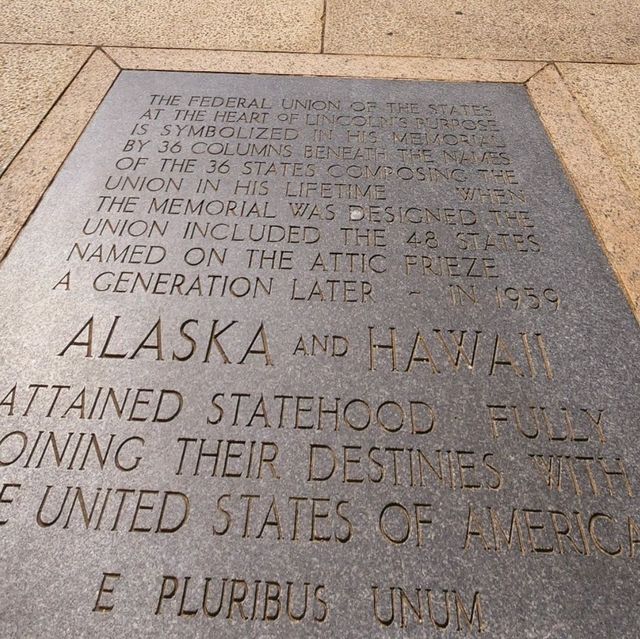 THE FEDERAL UNION OF THE STATES
AT THE HEART OF LINCOLN'S PURPOSE
IS SYMBOLIZED IN HIS MEMORIAL
BY 36 COLUMNS BENEATH THE NAMES
OF THE 36 STATES COMPOSING THE
UNION IN HIS LIFETIME WHEN
THE MEMORIAL WAS DESIGNED THE
UNION INCLUDED THE 48 STATES
NAMED ON THE ATTIC FRIEZE
A GENERATION LATER - IN 1959
ALASKA AND HAWAII
ATTAINED STATEHOOD FULLY
OINING THEIR DESTINIES WITH
E UNITED STATES OF AMERICA
E PLURIBUS UNUM